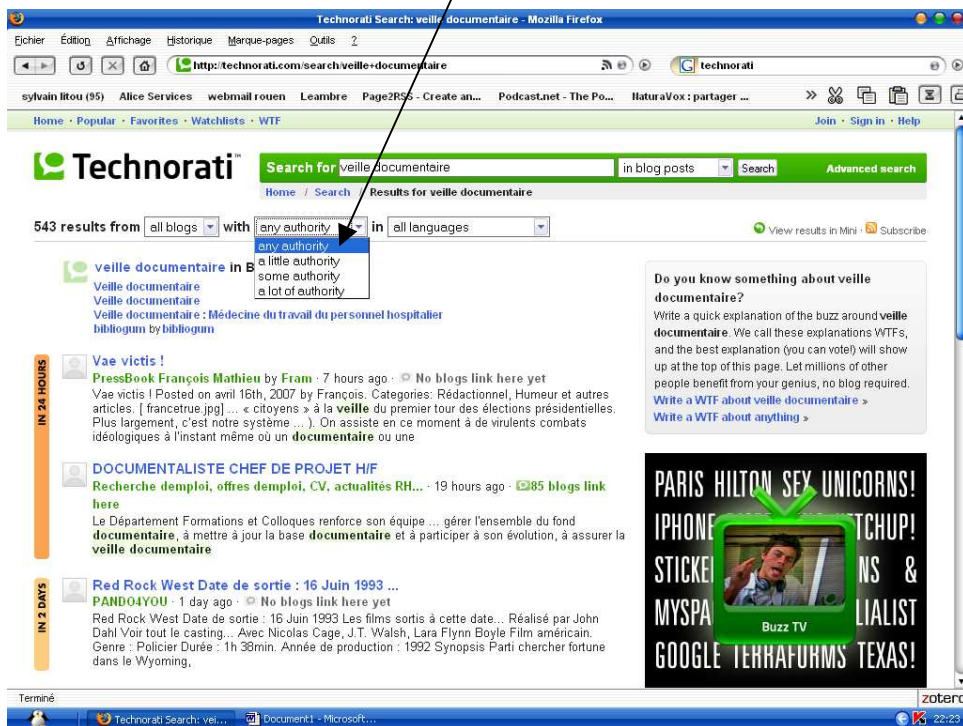 Technorati Search: veille documentaire - Mozilla Firefox
Fichier Édition Affichage Historique Marque-pages Outils ?
http://technorati.com/search/veille+documentaire
technorati
sylvain litou (95) Alice Services webmail rouen Leambre Page2RSS - Create an... Podcast.net - The Po... NaturaVox : partager ... »
Home · Popular · Favorites · Watchlists · WTF
Join · Sign in · Help
Technorati™
Search for veille documentaire in blog posts Search Advanced search
Home / Search / Results for veille documentaire
543 results from all blogs with any authority in all languages
View results in Mini · Subscribe
any authority
a little authority
some authority
a lot of authority
veille documentaire in B
Veille documentaire
Veille documentaire
Veille documentaire : Médecine du travail du personnel hospitalier
bibliogum by bibliogum
IN 24 HOURS
Vae victis !
PressBook François Mathieu by Fram · 7 hours ago · No blogs link here yet
Vae victis ! Posted on avril 16th, 2007 by François. Categories: Rédactionnel, Humeur et autres
articles. [ francetrue.jpg] ... « citoyens » à la veille du premier tour des élections présidentielles.
Plus largement, c'est notre système ... ). On assiste en ce moment à de virulents combats
idéologiques à l'instant même où un documentaire ou une
DOCUMENTALISTE CHEF DE PROJET H/F
Recherche demploi, offres demploi, CV, actualités RH... · 19 hours ago · 85 blogs link
here
Le Département Formations et Colloques renforce son équipe ... gérer l'ensemble du fond
documentaire, à mettre à jour la base documentaire et à participer à son évolution, à assurer la
veille documentaire
IN 2 DAYS
Red Rock West Date de sortie : 16 Juin 1993 ...
PANDO4YOU · 1 day ago · No blogs link here yet
Red Rock West Date de sortie : 16 Juin 1993 Les films sortis à cette date... Réalisé par John
Dahl Voir tout le casting... Avec Nicolas Cage, J.T. Walsh, Lara Flynn Boyle Film américain.
Genre : Policier Durée : 1h 38min. Année de production : 1992 Synopsis Parti chercher fortune
dans le Wyoming,
Do you know something about veille
documentaire?
Write a quick explanation of the buzz around veille
documentaire. We call these explanations WTFs,
and the best explanation (you can vote!) will show
up at the top of this page. Let millions of other
people benefit from your genius, no blog required.
Write a WTF about veille documentaire »
Write a WTF about anything »
PARIS HILTON SEX UNICORNS!
IPHONE TCHUP!
STICKE NS &
MYSPA IALIST
GOOGLE TERRAFORMS TEXAS!
Buzz TV
Terminé
zotero
Technorati Search: vei... Document1 - Microsoft...
22:23